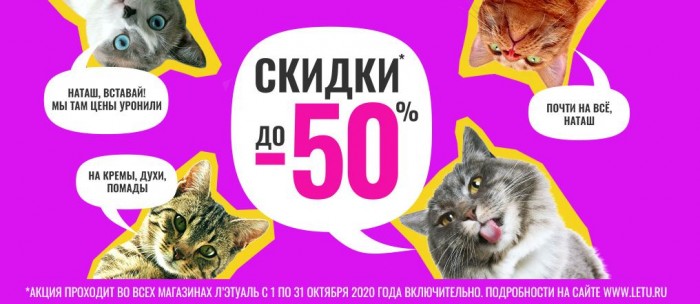 НАТАШ, ВСТАВАЙ!
МЫ ТАМ ЦЕНЫ УРОНИЛИ
СКИДКИ*
ДО
-50%
ПОЧТИ НА ВСЁ,
НАТАШ
НА КРЕМЫ, ДУХИ,
ПОМАДЫ
*АКЦИЯ ПРОХОДИТ ВО ВСЕХ МАГАЗИНАХ Л'ЭТУАЛЬ С 1 ПО 31 ОКТЯБРЯ 2020 ГОДА ВКЛЮЧИТЕЛЬНО. ПОДРОБНОСТИ НА САЙТЕ WWW.LETU.RU